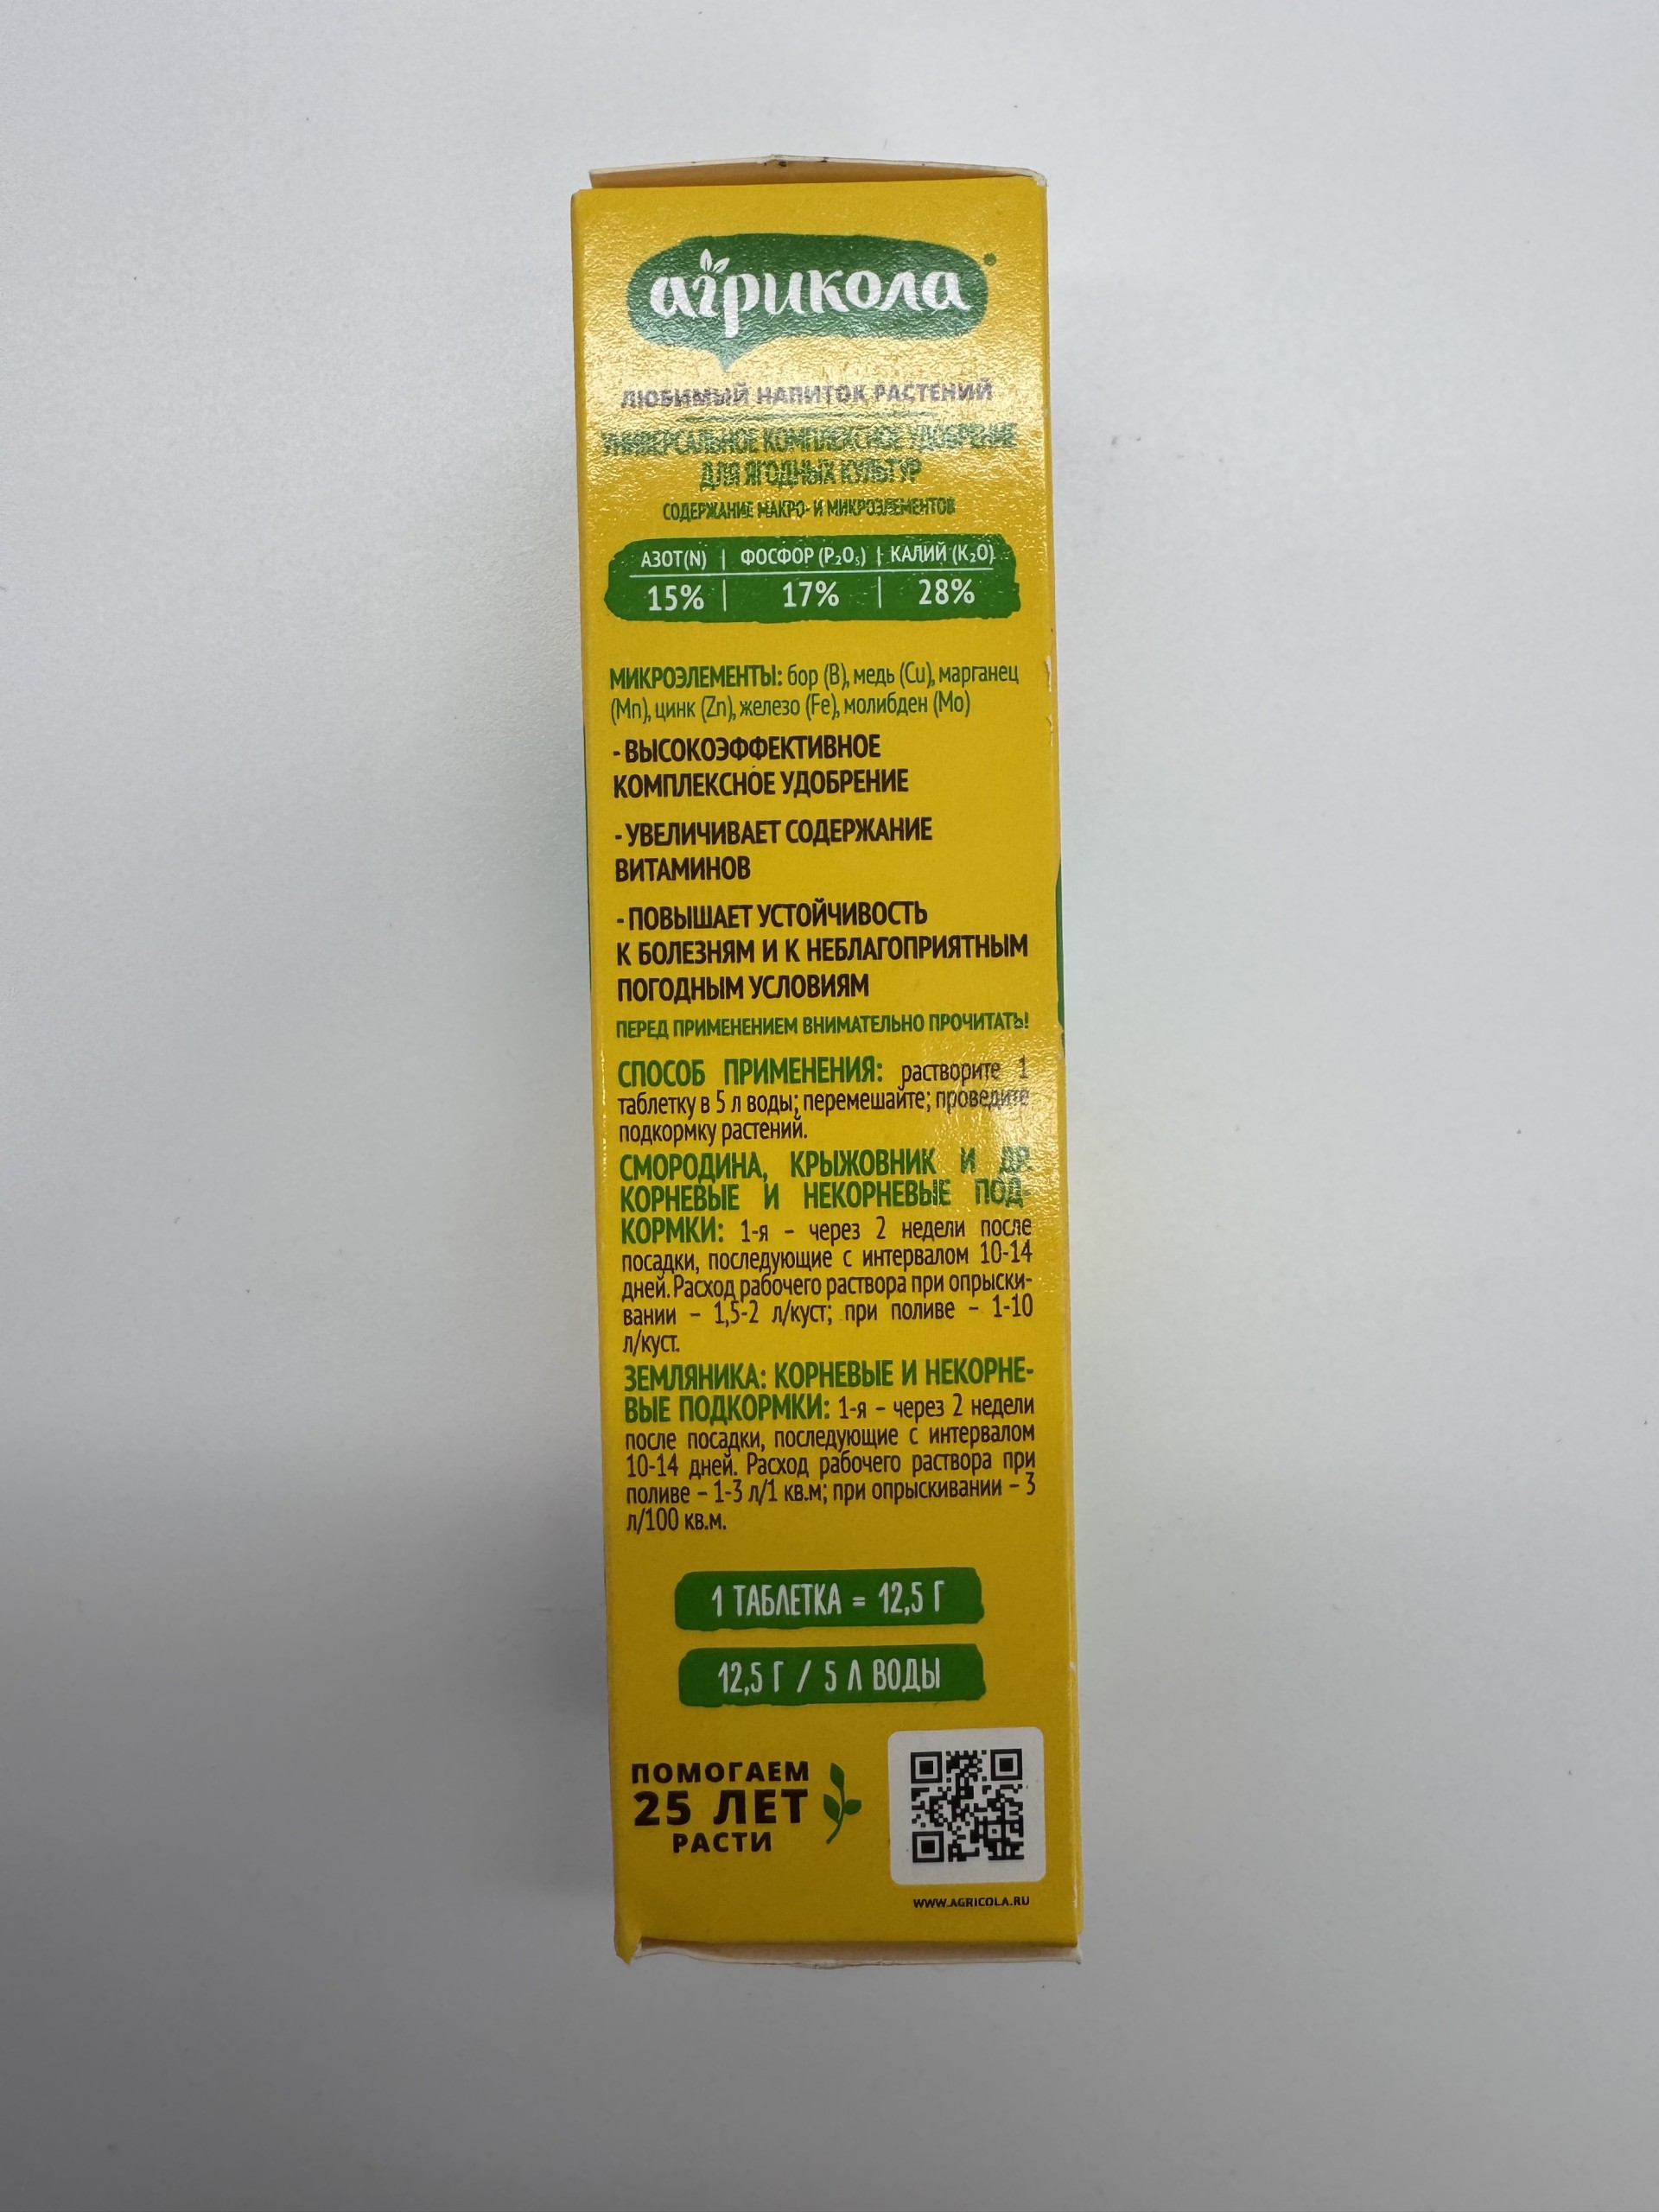 агрикола
ЛЮБИМЫЙ НАПИТОК РАСТЕНИЙ
УНИВЕРСАЛЬНОЕ КОМПЛЕКСНОЕ УДОБРЕНИЕ
ДЛЯ ЯГОДНЫХ КУЛЬТУР
СОДЕРЖАНИЕ МАКРО- И МИКРОЭЛЕМЕНТОВ
АЗОТ(N) | ФОСФОР (P₂O₅) | КАЛИЙ (K₂O)
15% | 17% | 28%
МИКРОЭЛЕМЕНТЫ: бор (B), медь (Cu), марганец
(Mn), цинк (Zn), железо (Fe), молибден (Mo)
- ВЫСОКОЭФФЕКТИВНОЕ
КОМПЛЕКСНОЕ УДОБРЕНИЕ
- УВЕЛИЧИВАЕТ СОДЕРЖАНИЕ
ВИТАМИНОВ
- ПОВЫШАЕТ УСТОЙЧИВОСТЬ
К БОЛЕЗНЯМ И К НЕБЛАГОПРИЯТНЫМ
ПОГОДНЫМ УСЛОВИЯМ
ПЕРЕД ПРИМЕНЕНИЕМ ВНИМАТЕЛЬНО ПРОЧИТАТЬ!
СПОСОБ ПРИМЕНЕНИЯ: растворите 1
таблетку в 5 л воды; перемешайте; проведите
подкормку растений.
СМОРОДИНА, КРЫЖОВНИК И ДР.
КОРНЕВЫЕ И НЕКОРНЕВЫЕ ПОД-
КОРМКИ: 1-я – через 2 недели после
посадки, последующие с интервалом 10-14
дней. Расход рабочего раствора при опрыски-
вании – 1,5-2 л/куст; при поливе – 1-10
л/куст.
ЗЕМЛЯНИКА: КОРНЕВЫЕ И НЕКОРНЕ-
ВЫЕ ПОДКОРМКИ: 1-я – через 2 недели
после посадки, последующие с интервалом
10-14 дней. Расход рабочего раствора при
поливе – 1-3 л/1 кв.м; при опрыскивании – 3
л/100 кв.м.
1 ТАБЛЕТКА = 12,5 Г
12,5 Г / 5 Л ВОДЫ
ПОМОГАЕМ
25 ЛЕТ
РАСТИ
WWW.AGRICOLA.RU